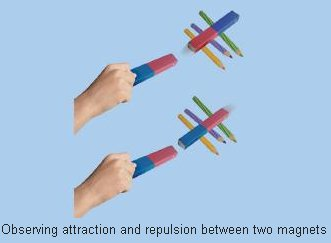 Observing attraction and repulsion between two magnets